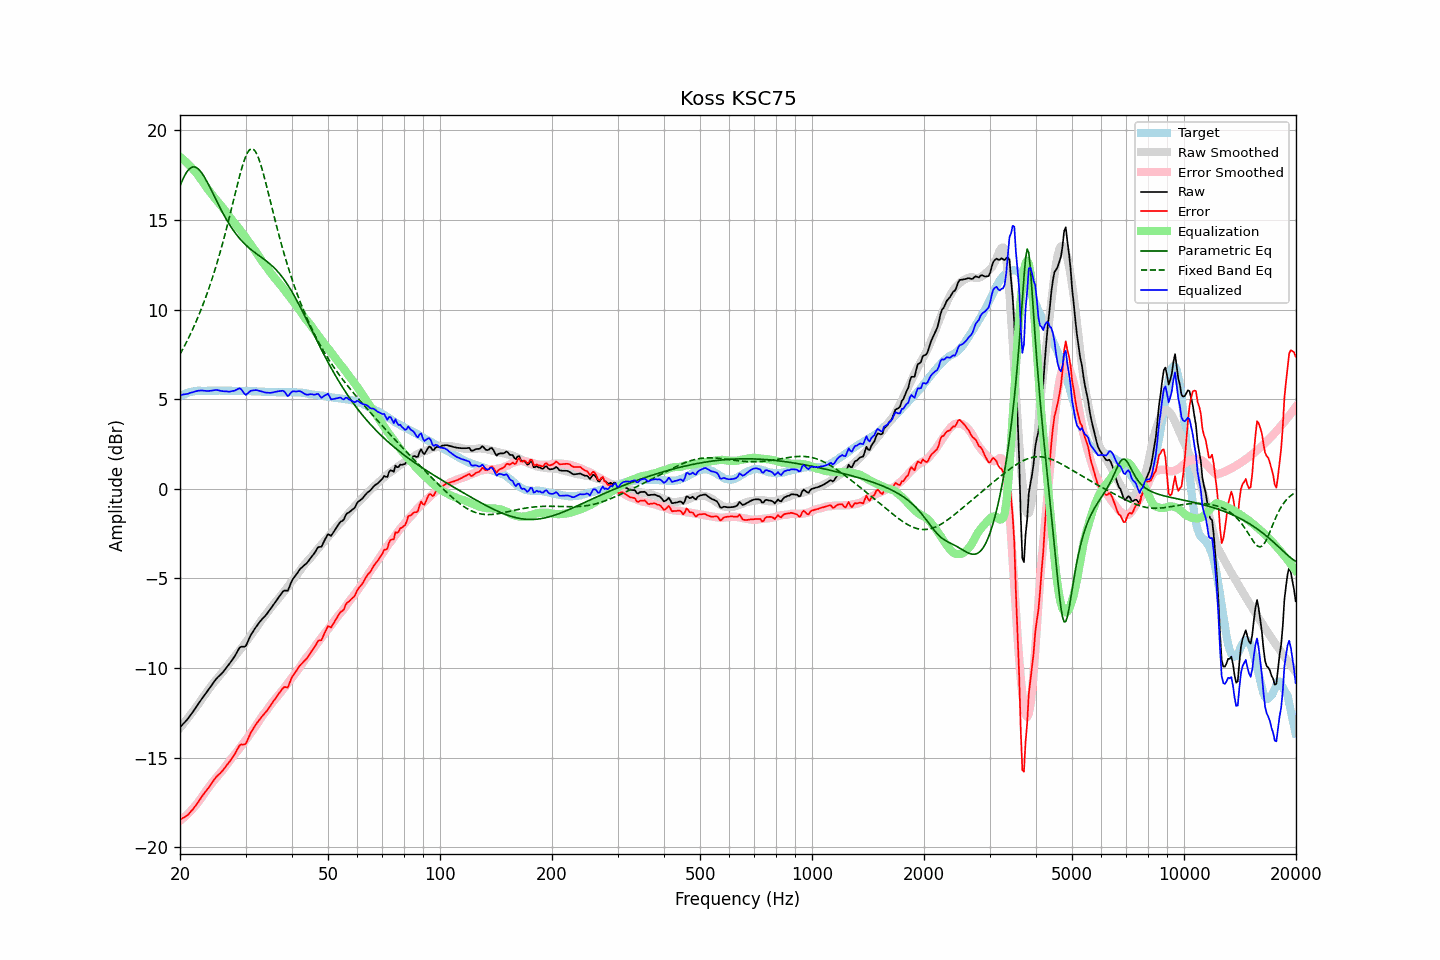 Koss KSC75
Amplitude (dBr)
20
15
10
5
0
−5
−10
−15
−20
Target
Raw Smoothed
Error Smoothed
Raw
Error
Equalization
Parametric Eq
Fixed Band Eq
Equalized
20 50 100 200 500 1000 2000 5000 10000 20000
Frequency (Hz)